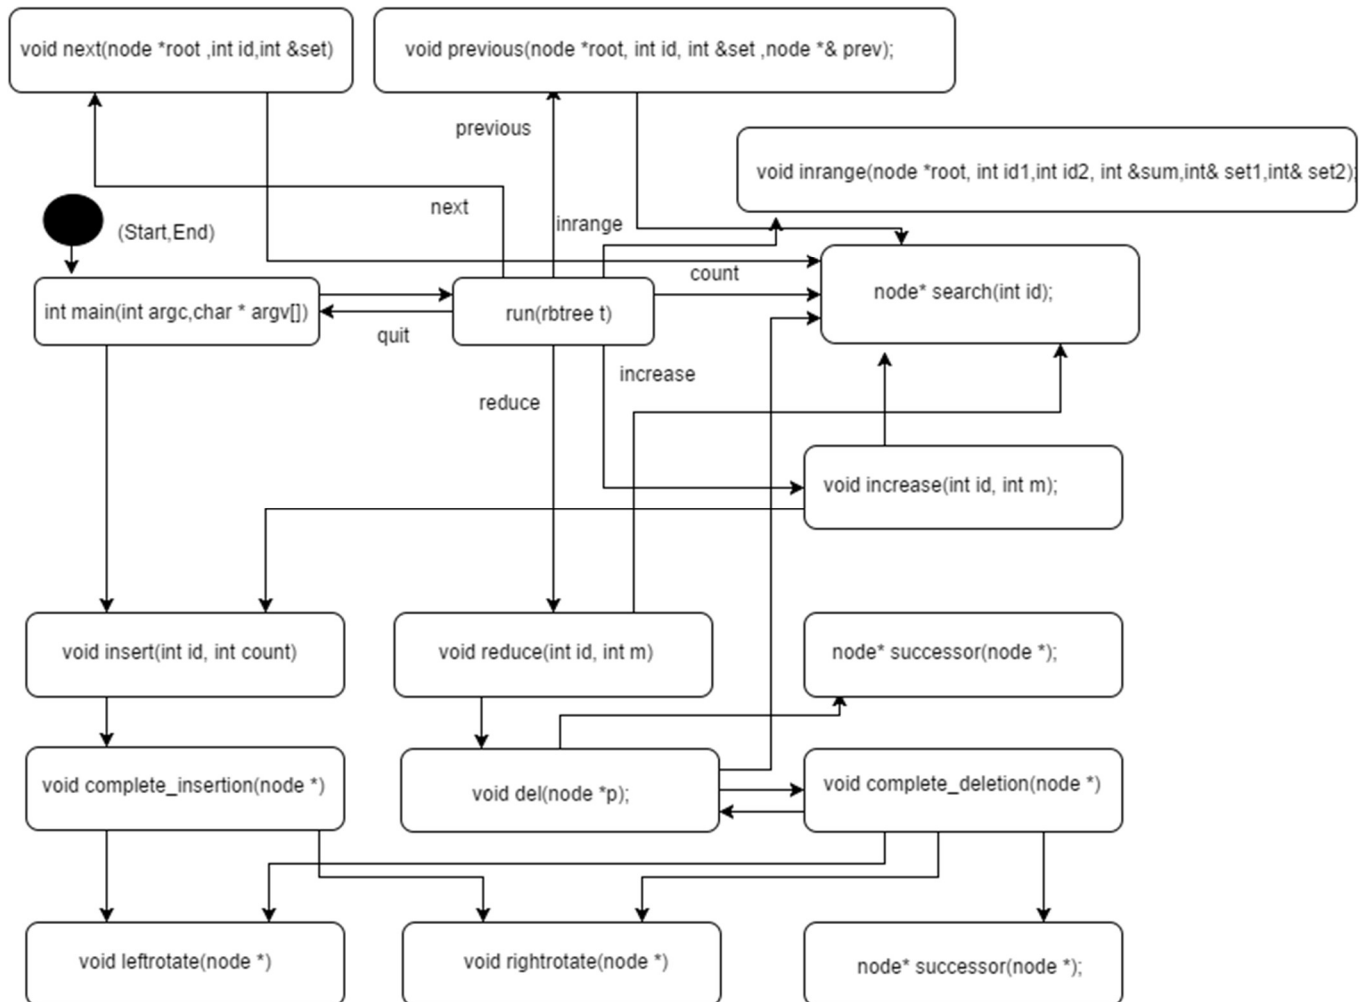 void next(node *root ,int id,int &set)
void previous(node *root, int id, int &set ,node *& prev);
previous
void inrange(node *root, int id1,int id2, int &sum,int& set1,int& set2);
next
inrange
(Start,End)
count
node* search(int id);
int main(int argc,char * argv[])
run(rbtree t)
quit
increase
reduce
void increase(int id, int m);
void insert(int id, int count)
void reduce(int id, int m)
node* successor(node *);
void complete_insertion(node *)
void del(node *p);
void complete_deletion(node *)
void leftrotate(node *)
void rightrotate(node *)
node* successor(node *);